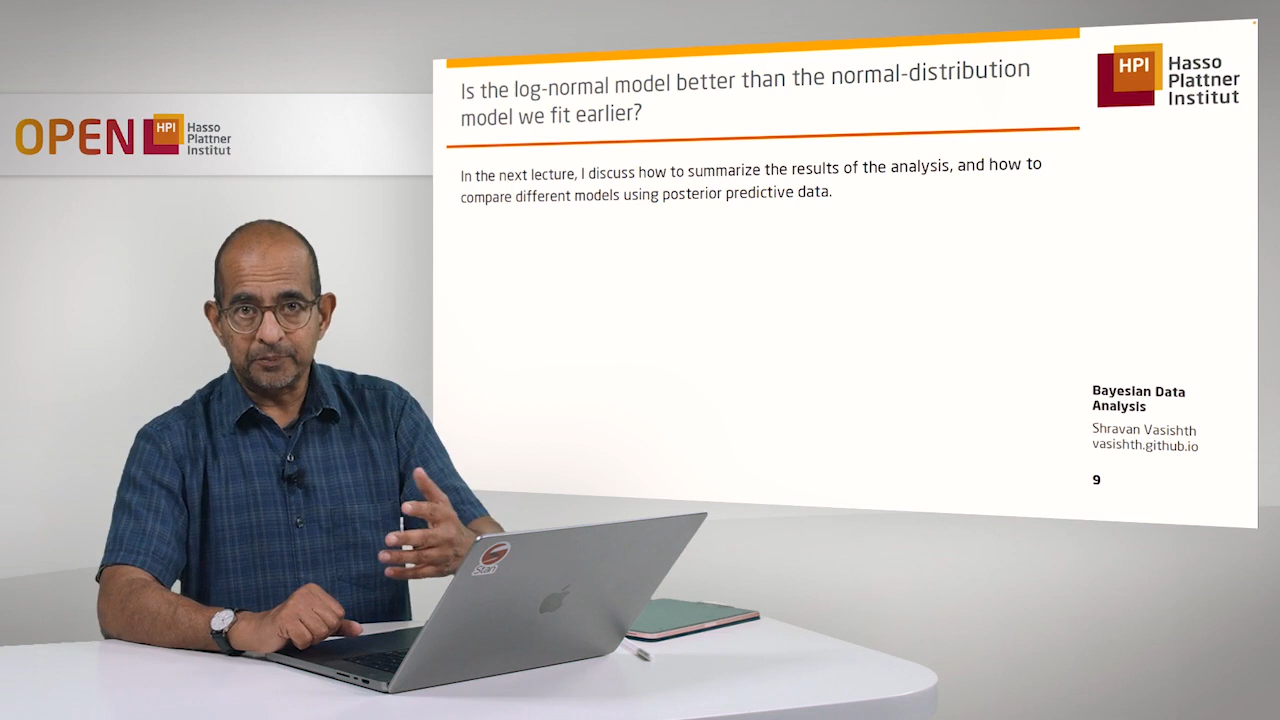 OPEN
HPI
Hasso
Plattner
Institut
Is the log-normal model better than the normal-distribution
model we fit earlier?
In the next lecture, I discuss how to summarize the results of the analysis, and how to
compare different models using posterior predictive data.
HPI
Hasso
Plattner
Institut
Bayesian Data
Analysis
Shravan Vasishth
vasishth.github.io
9
Stan